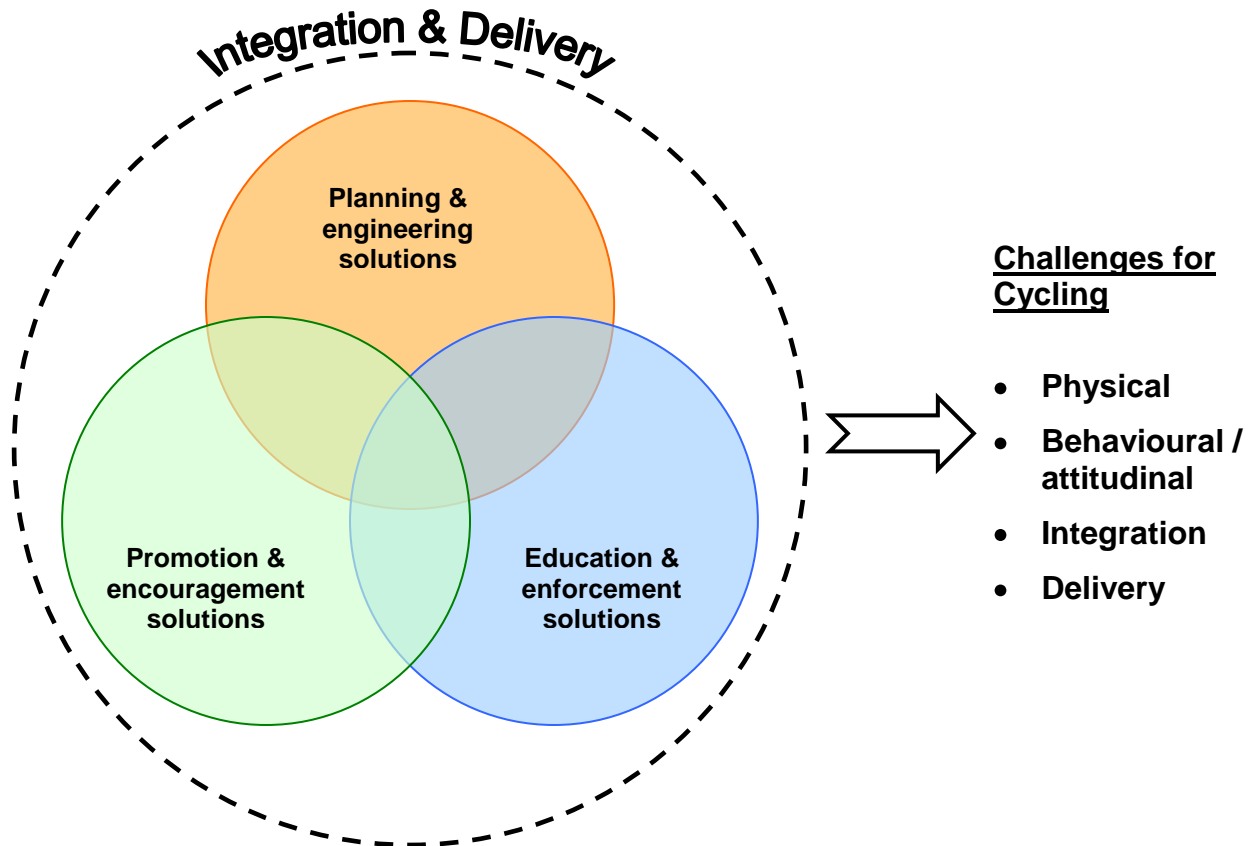 Integration & Delivery
Planning &
engineering
solutions
Promotion &
encouragement
solutions
Education &
enforcement
solutions
Challenges for
Cycling
• Physical
• Behavioural /
attitudinal
• Integration
• Delivery